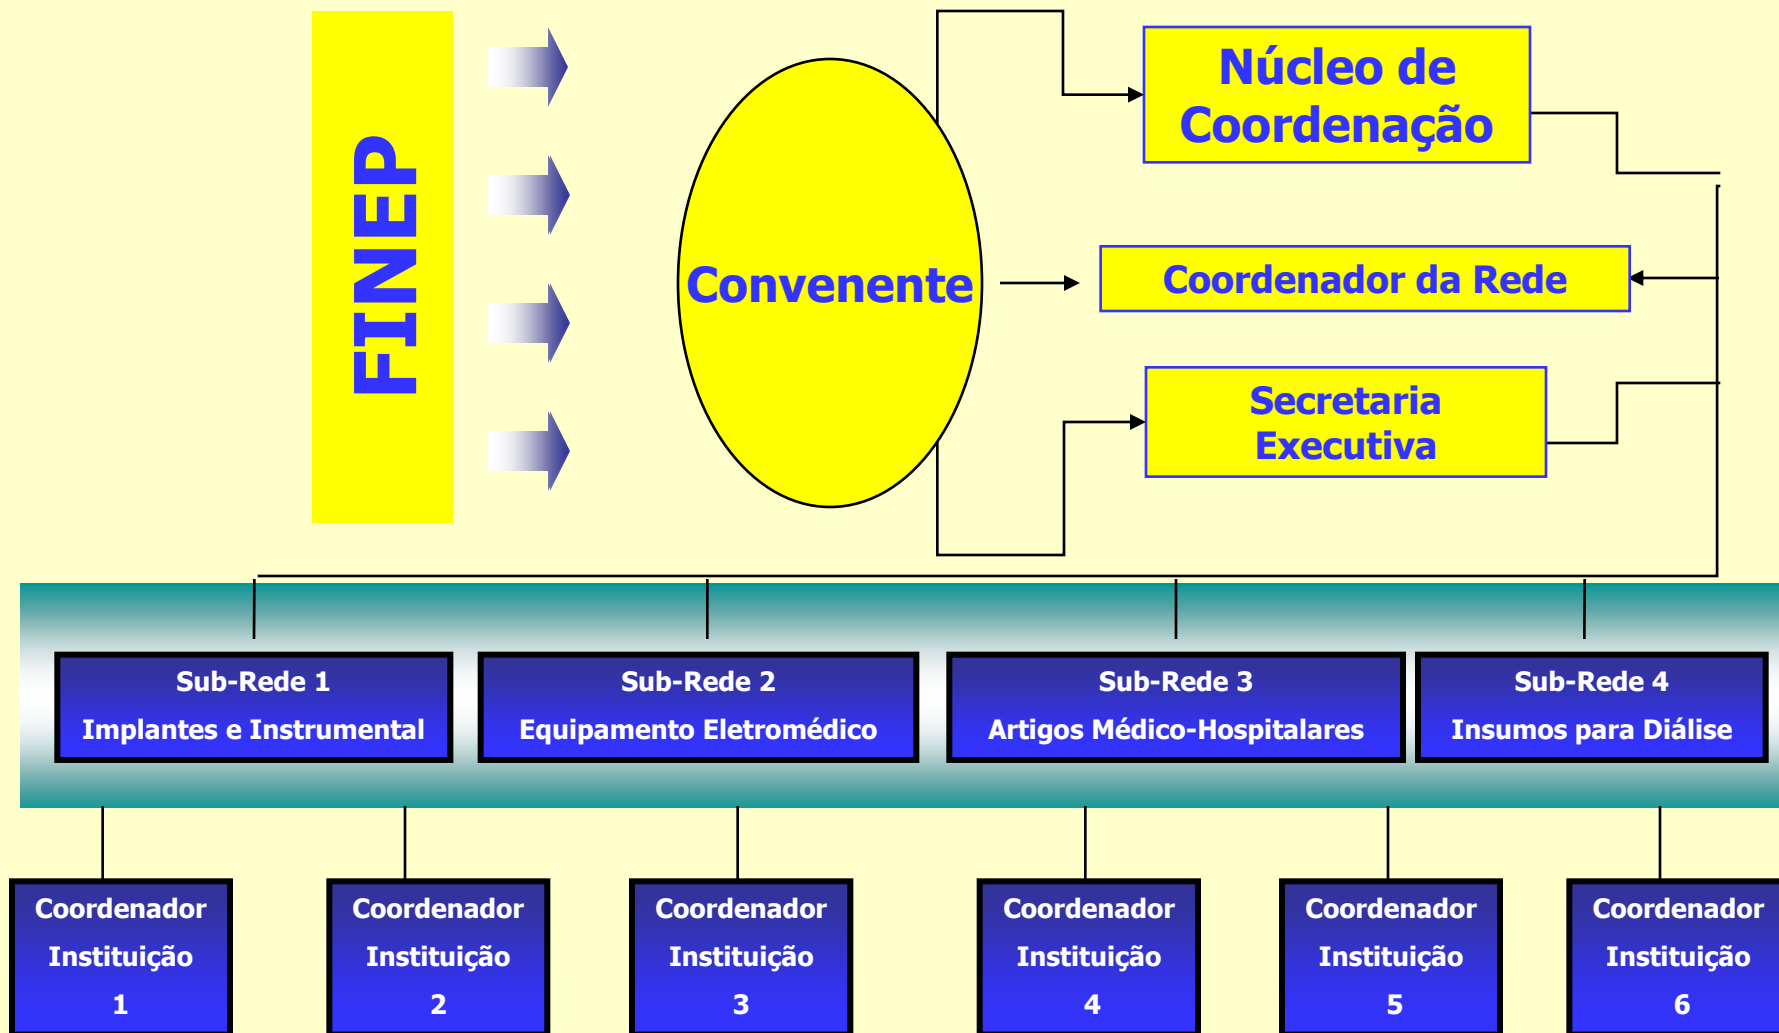 FINEP
Convenente
Núcleo de
Coordenação
Coordenador da Rede
Secretaria
Executiva
Sub-Rede 1
Implantes e Instrumental
Sub-Rede 2
Equipamento Eletromédico
Sub-Rede 3
Artigos Médico-Hospitalares
Sub-Rede 4
Insumos para Diálise
Coordenador
Instituição
1
Coordenador
Instituição
2
Coordenador
Instituição
3
Coordenador
Instituição
4
Coordenador
Instituição
5
Coordenador
Instituição
6